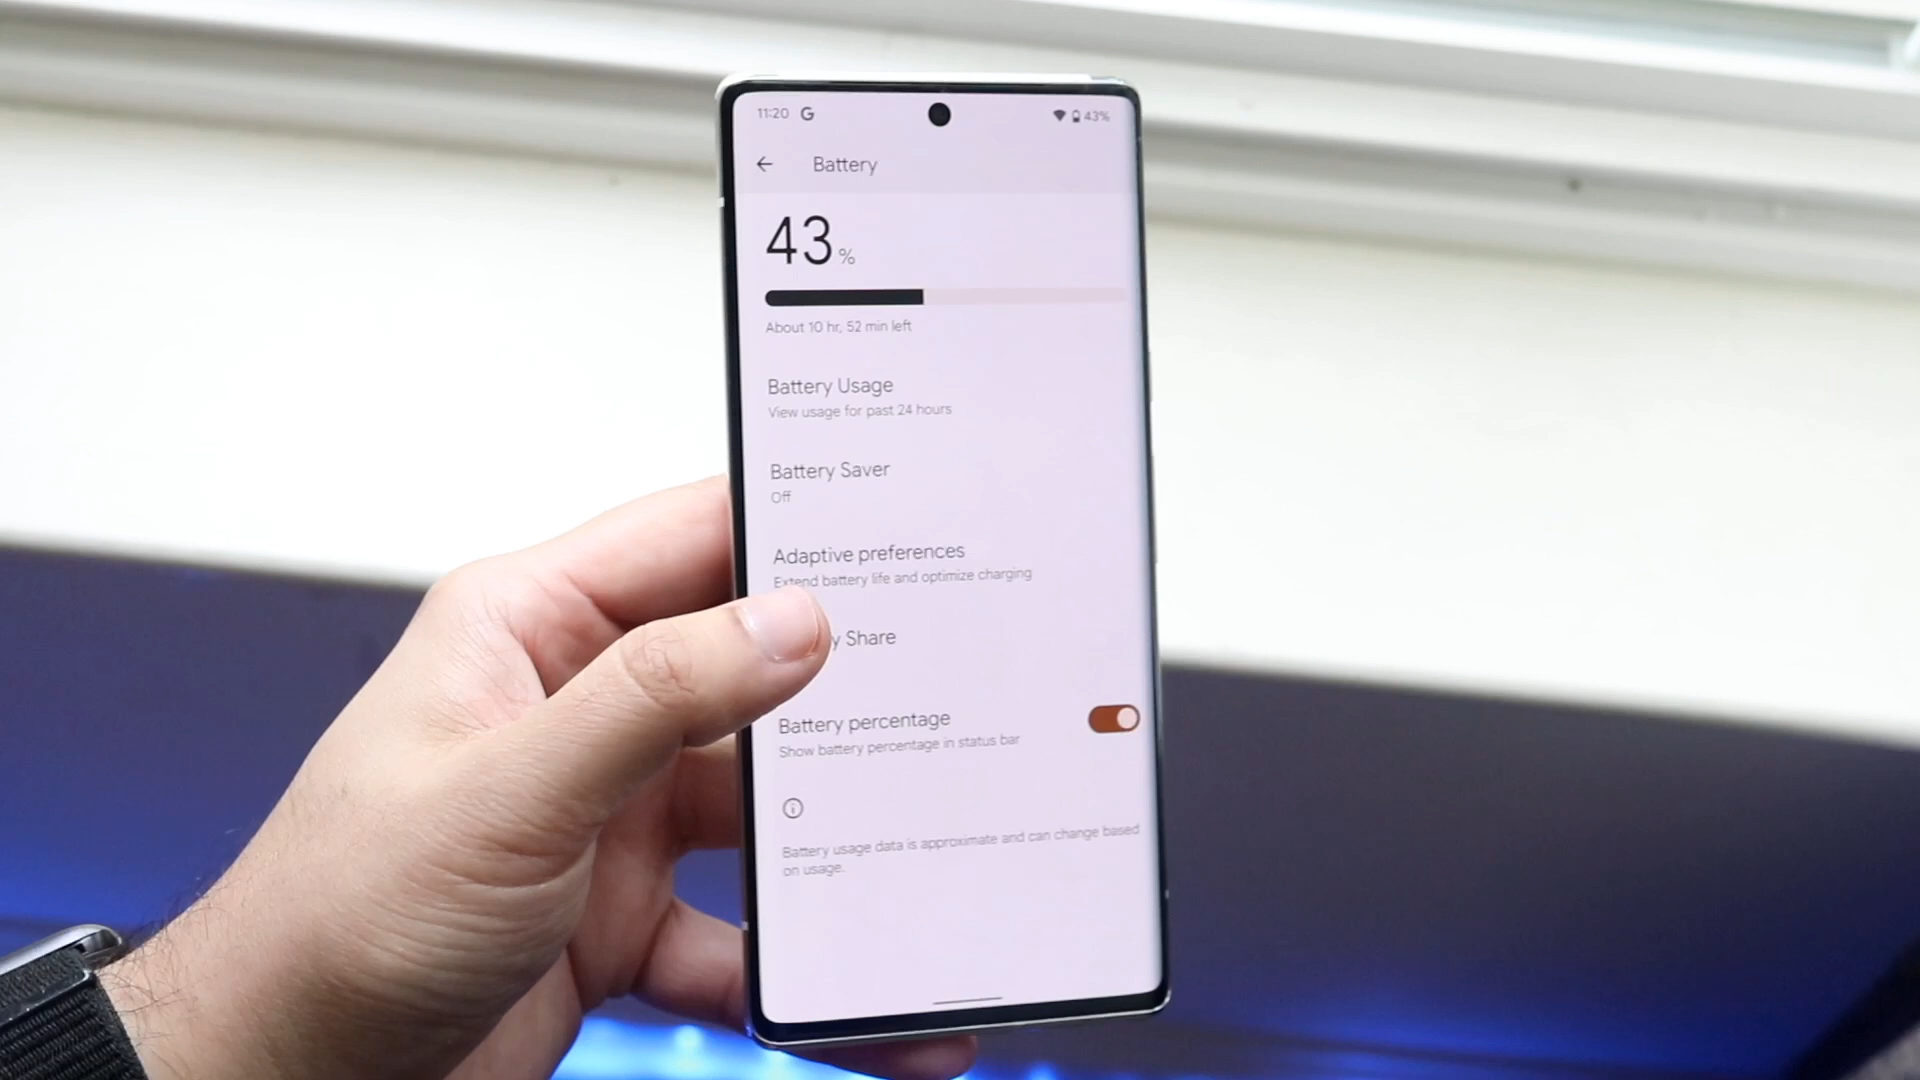 11:20 G 43%
Battery
43%
About 10 hr, 52 min left
Battery Usage
View usage for past 24 hours
Battery Saver
Off
Adaptive preferences
Extend battery life and optimize charging
y Share
Battery percentage
Show battery percentage in status bar
Battery usage data is approximate and can change based
on usage.